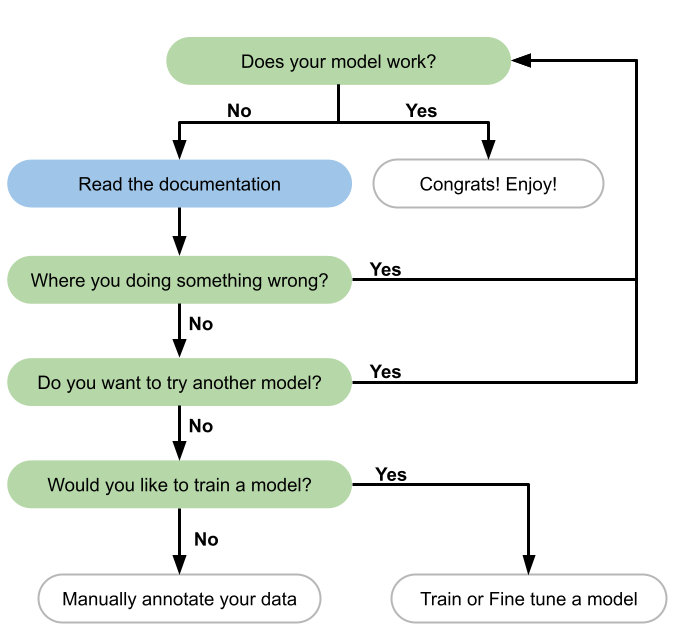 Does your model work?
No
Yes
Read the documentation
Congrats! Enjoy!
Where you doing something wrong?
Yes
No
Do you want to try another model?
Yes
No
Would you like to train a model?
Yes
No
Manually annotate your data
Train or Fine tune a model